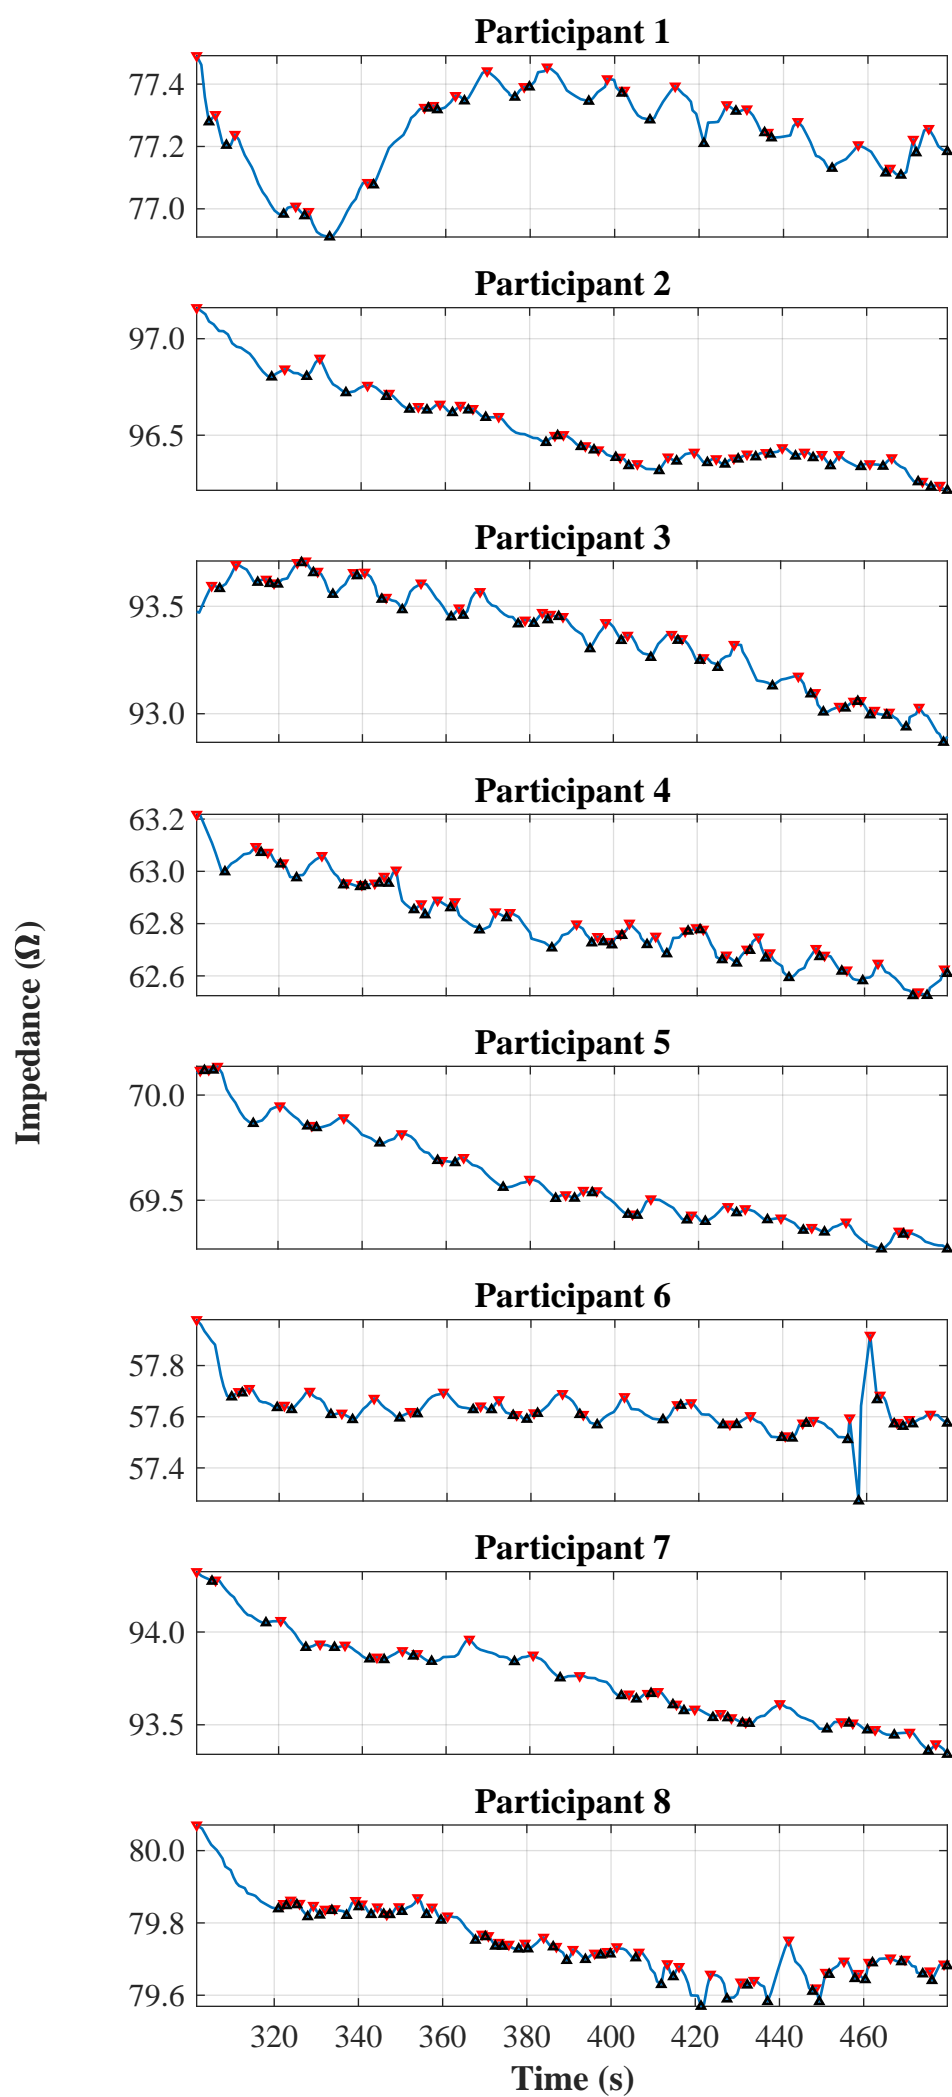 Participant 1
77.4
77.2
77.0
Participant 2
97.0
96.5
Participant 3
93.5
93.0
Participant 4
63.2
63.0
62.8
62.6
Impedance (Ω)
Participant 5
70.0
69.5
Participant 6
57.8
57.6
57.4
Participant 7
94.0
93.5
Participant 8
80.0
79.8
79.6
320 340 360 380 400 420 440 460
Time (s)